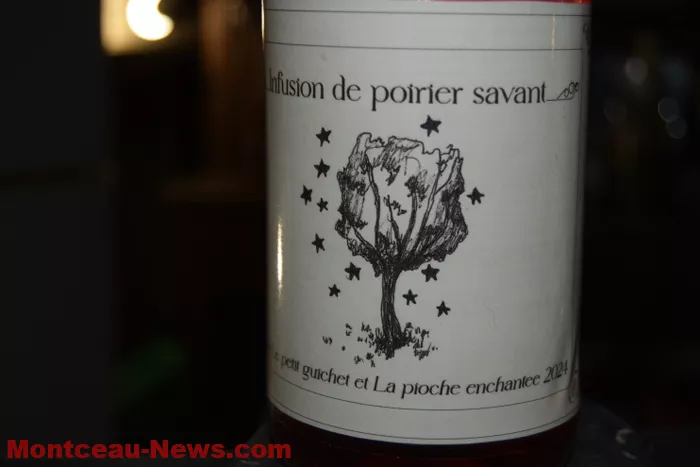 Infusion de poirier savant
petit guichet et La pioche enchantee 2024
Montceau-News.com